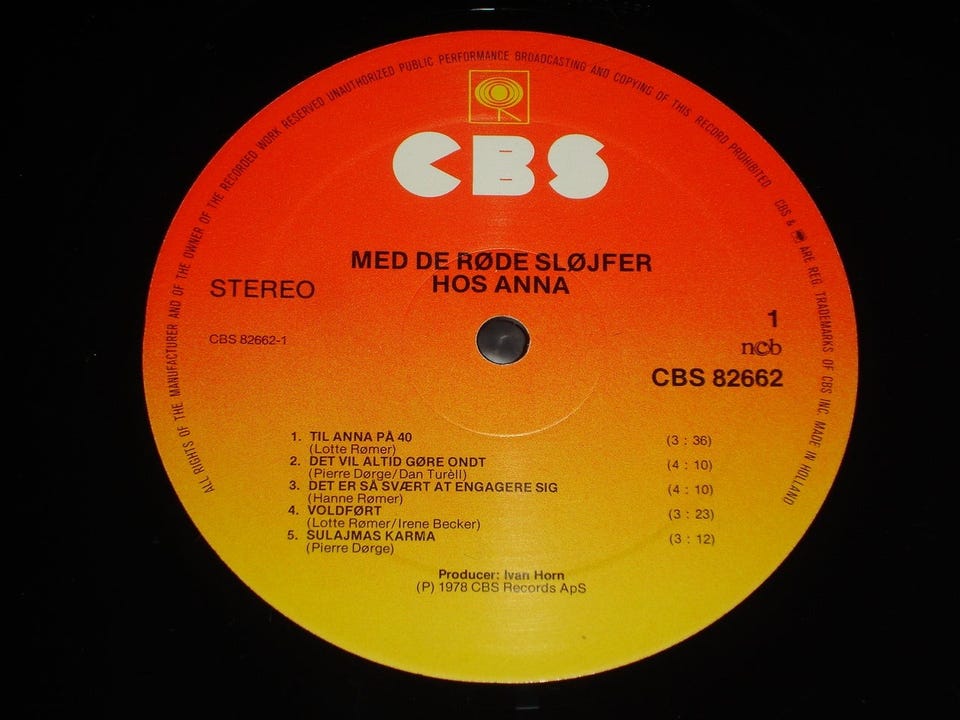 ALL RIGHTS OF THE MANUFACTURER AND OF THE OWNER OF THE RECORDED WORK RESERVED UNAUTHORIZED PUBLIC PERFORMANCE BROADCASTING AND COPYING OF THIS RECORD PROHIBITED
CBS & ARE REG. TRADEMARKS OF CBS INC. MADE IN HOLLAND
CBS
MED DE RØDE SLØJFER
HOS ANNA
STEREO
1
CBS 82662-1
ncb
CBS 82662
1. TIL ANNA PÅ 40 (3 : 36)
(Lotte Rømer)
2. DET VIL ALTID GØRE ONDT (4 : 10)
(Pierre Dørge/Dan Turèll)
3. DET ER SÅ SVÆRT AT ENGAGERE SIG (4 : 10)
(Hanne Rømer)
4. VOLDFØRT (3 : 23)
(Lotte Rømer/Irene Becker)
5. SULAJMAS KARMA (3 : 12)
(Pierre Dørge)
Producer: Ivan Horn
(P) 1978 CBS Records ApS